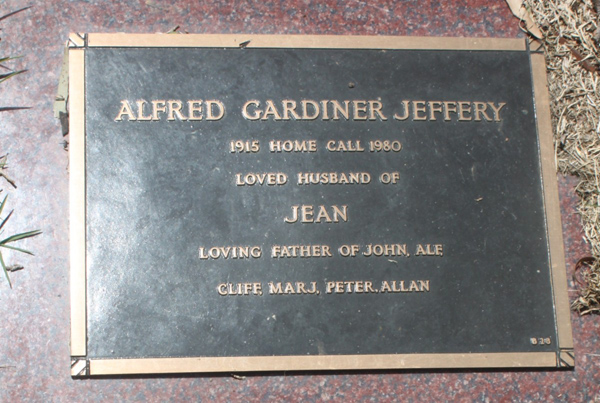 ALFRED GARDINER JEFFERY
1915 HOME CALL 1980
LOVED HUSBAND OF
JEAN
LOVING FATHER OF JOHN, ALF,
CLIFF, MARJ, PETER, ALLAN